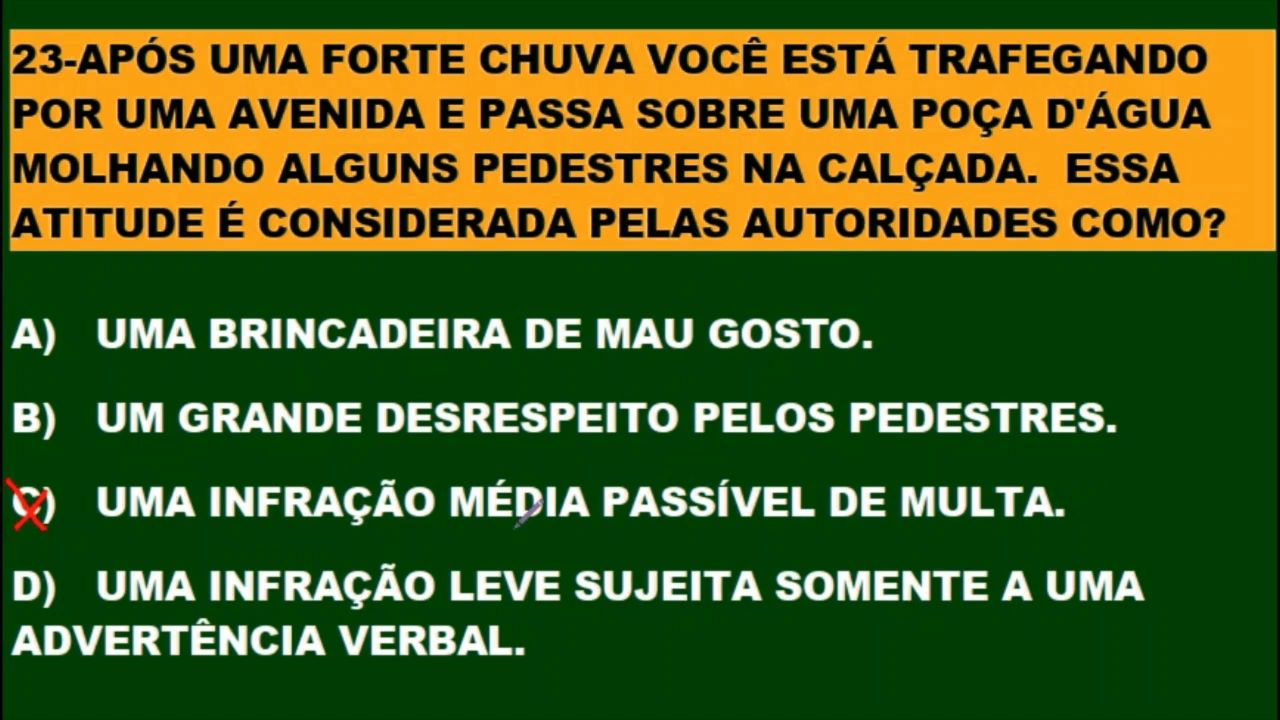 23-APÓS UMA FORTE CHUVA VOCÊ ESTÁ TRAFEGANDO
POR UMA AVENIDA E PASSA SOBRE UMA POÇA D'ÁGUA
MOLHANDO ALGUNS PEDESTRES NA CALÇADA.  ESSA
ATITUDE É CONSIDERADA PELAS AUTORIDADES COMO?
A) UMA BRINCADEIRA DE MAU GOSTO.
B) UM GRANDE DESRESPEITO PELOS PEDESTRES.
C) UMA INFRAÇÃO MÉDIA PASSÍVEL DE MULTA.
D) UMA INFRAÇÃO LEVE SUJEITA SOMENTE A UMA
ADVERTÊNCIA VERBAL.